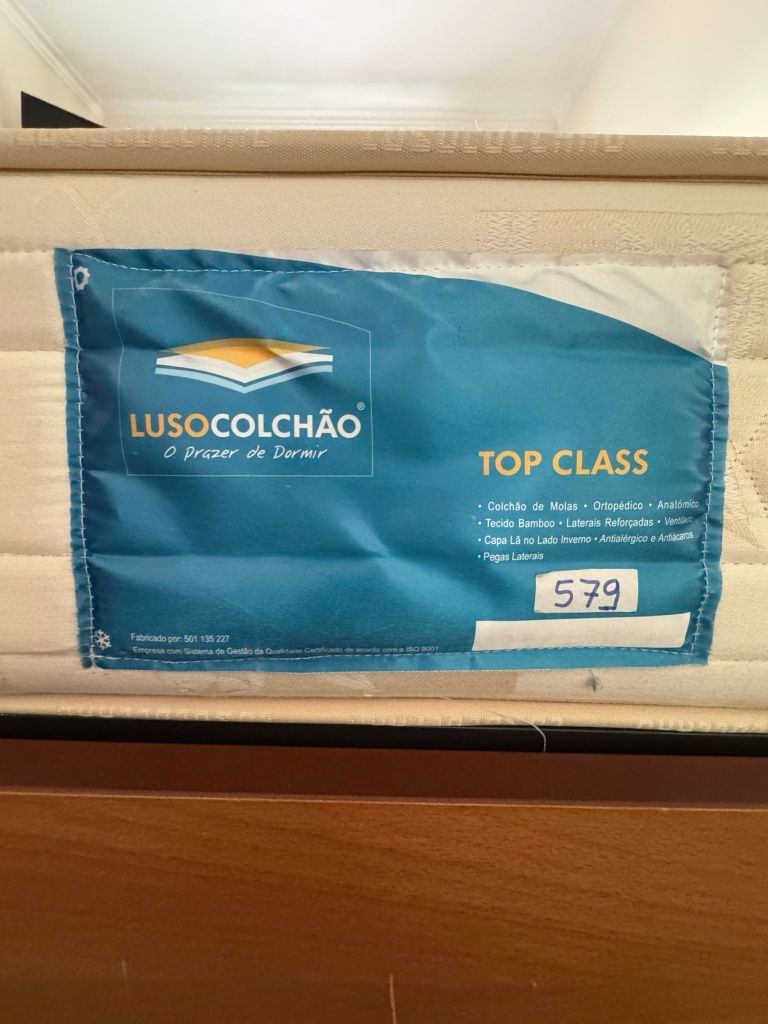 LUSOCOLCHÃO®
O Prazer de Dormir
TOP CLASS
• Colchão de Molas • Ortopédico • Anatómico
• Tecido Bamboo • Laterais Reforçadas • Ventilado
• Capa Lã no Lado Inverno • Antialérgico e Antiácaros
• Pegas Laterais
579
Fabricado por: 501 135 227
Empresa com Sistema de Gestão da Qualidade Certificado de acordo com a ISO 9001